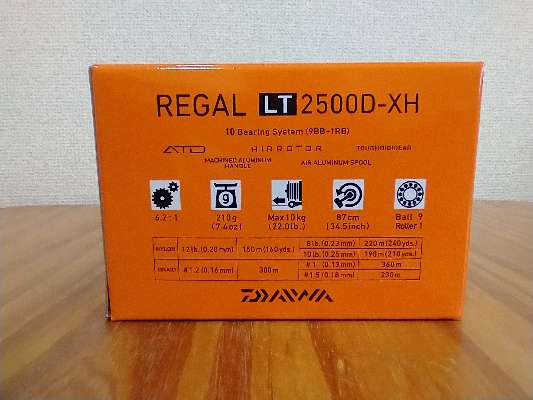 REGAL LT 2500D-XH
10 Bearing System (9BB+1RB)
ATD AIRROTOR TOUGHDIGIGEAR
MACHINED ALUMINUM HANDLE AIR ALUMINUM SPOOL
g
6.2:1 210g Max10kg 87cm Ball 9
(7.4oz) (22.0lb.) (34.5inch) Roller 1
NYLON 12lb.(0.28mm) 150m(160yds.) 8lb.(0.23mm) 220m(240yds.)
10lb.(0.25mm) 190m(210yds.)
BRAID #1.2(0.16mm) 300m #1(0.13mm) 360m
#1.5(0.18mm) 230m
DAIWA